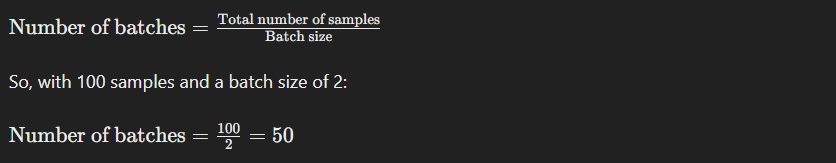 Number of batches = Total number of samples / Batch size
So, with 100 samples and a batch size of 2:
Number of batches = 100/2 = 50